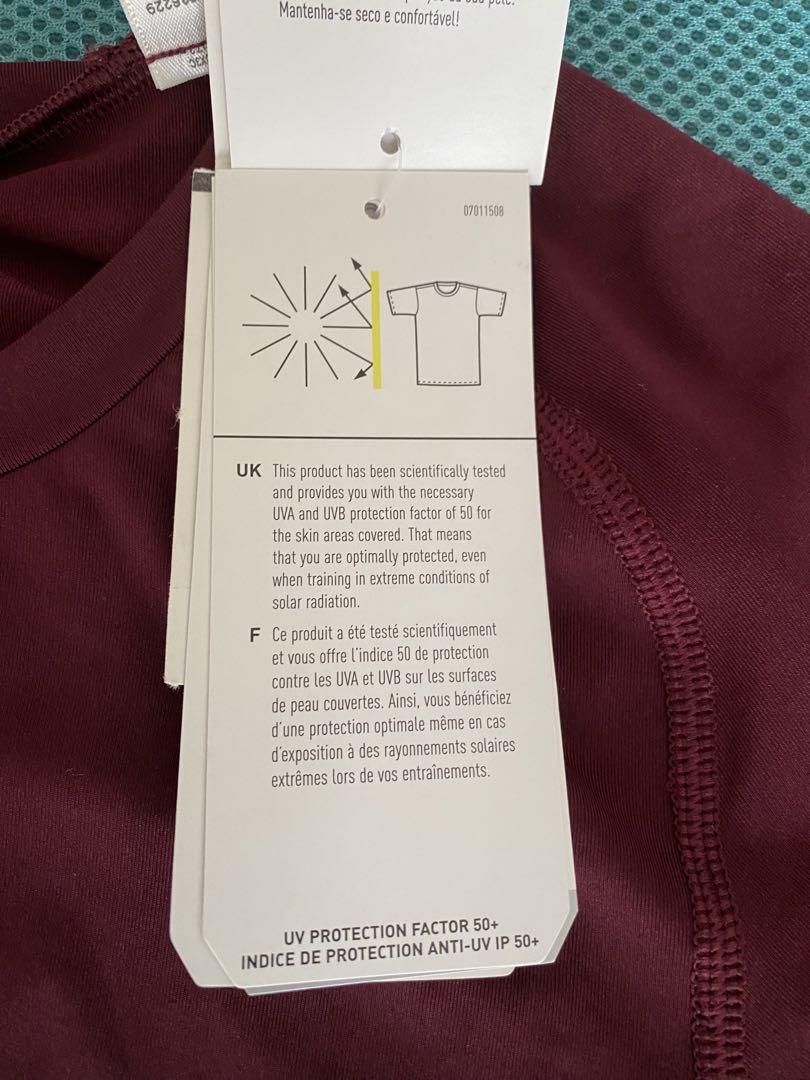 Mantenha-se seco e confortável!
07011508
UK This product has been scientifically tested
and provides you with the necessary
UVA and UVB protection factor of 50 for
the skin areas covered. That means
that you are optimally protected, even
when training in extreme conditions of
solar radiation.
F Ce produit a été testé scientifiquement
et vous offre l'indice 50 de protection
contre les UVA et UVB sur les surfaces
de peau couvertes. Ainsi, vous bénéficiez
d'une protection optimale même en cas
d'exposition à des rayonnements solaires
extrêmes lors de vos entraînements.
UV PROTECTION FACTOR 50+
INDICE DE PROTECTION ANTI-UV IP 50+